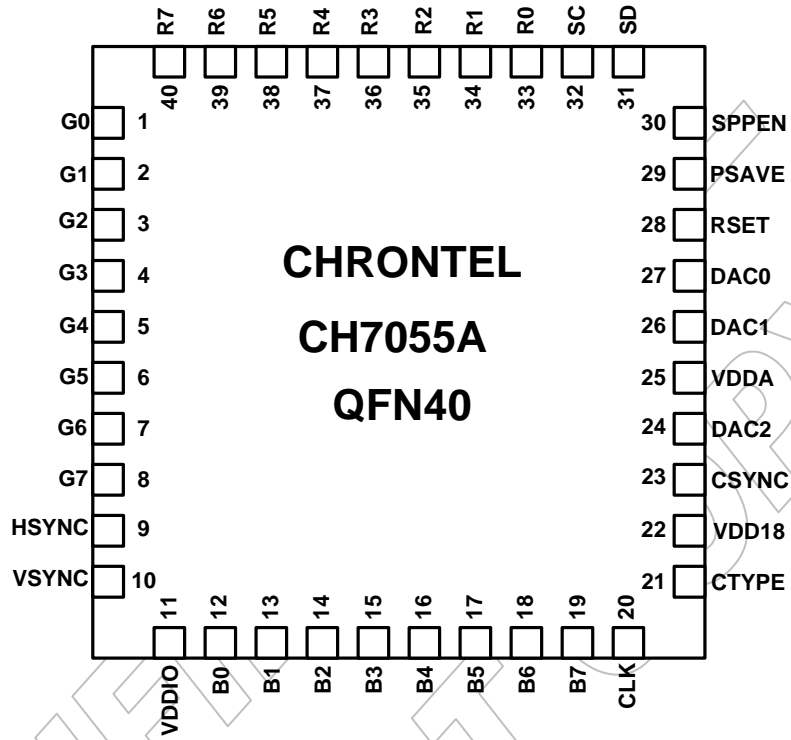 R7 R6 R5 R4 R3 R2 R1 R0 SC SD
40 39 38 37 36 35 34 33 32 31
G0 1 30 SPPEN
G1 2 29 PSAVE
G2 3 28 RSET
G3 4 27 DAC0
G4 5 26 DAC1
G5 6 25 VDDA
G6 7 24 DAC2
G7 8 23 CSYNC
HSYNC 9 22 VDD18
VSYNC 10 21 CTYPE
CHRONTEL
CH7055A
QFN40
11 12 13 14 15 16 17 18 19 20
VDDIO B0 B1 B2 B3 B4 B5 B6 B7 CLK